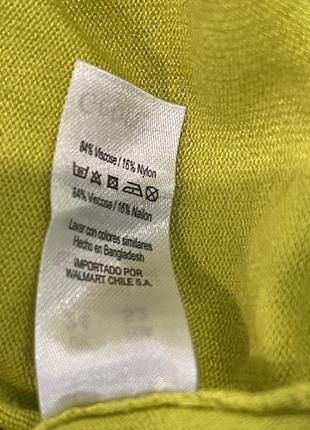 84% Viscose / 16% Nylon
84% Viscosa / 16% Nailon
Lavar con colores similares
Hecho en Bangladesh
IMPORTADO POR
WALMART CHILE S.A.